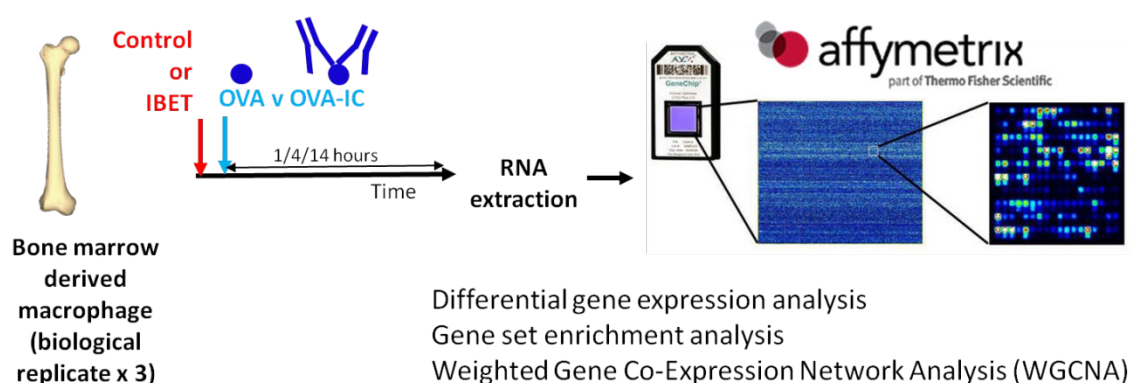 Control
or
IBET
OVA v OVA-IC
1/4/14 hours
Time
Bone marrow
derived
macrophage
(biological
replicate x 3)
RNA
extraction
affymetrix
part of Thermo Fisher Scientific
GeneChip
Differential gene expression analysis
Gene set enrichment analysis
Weighted Gene Co-Expression Network Analysis (WGCNA)